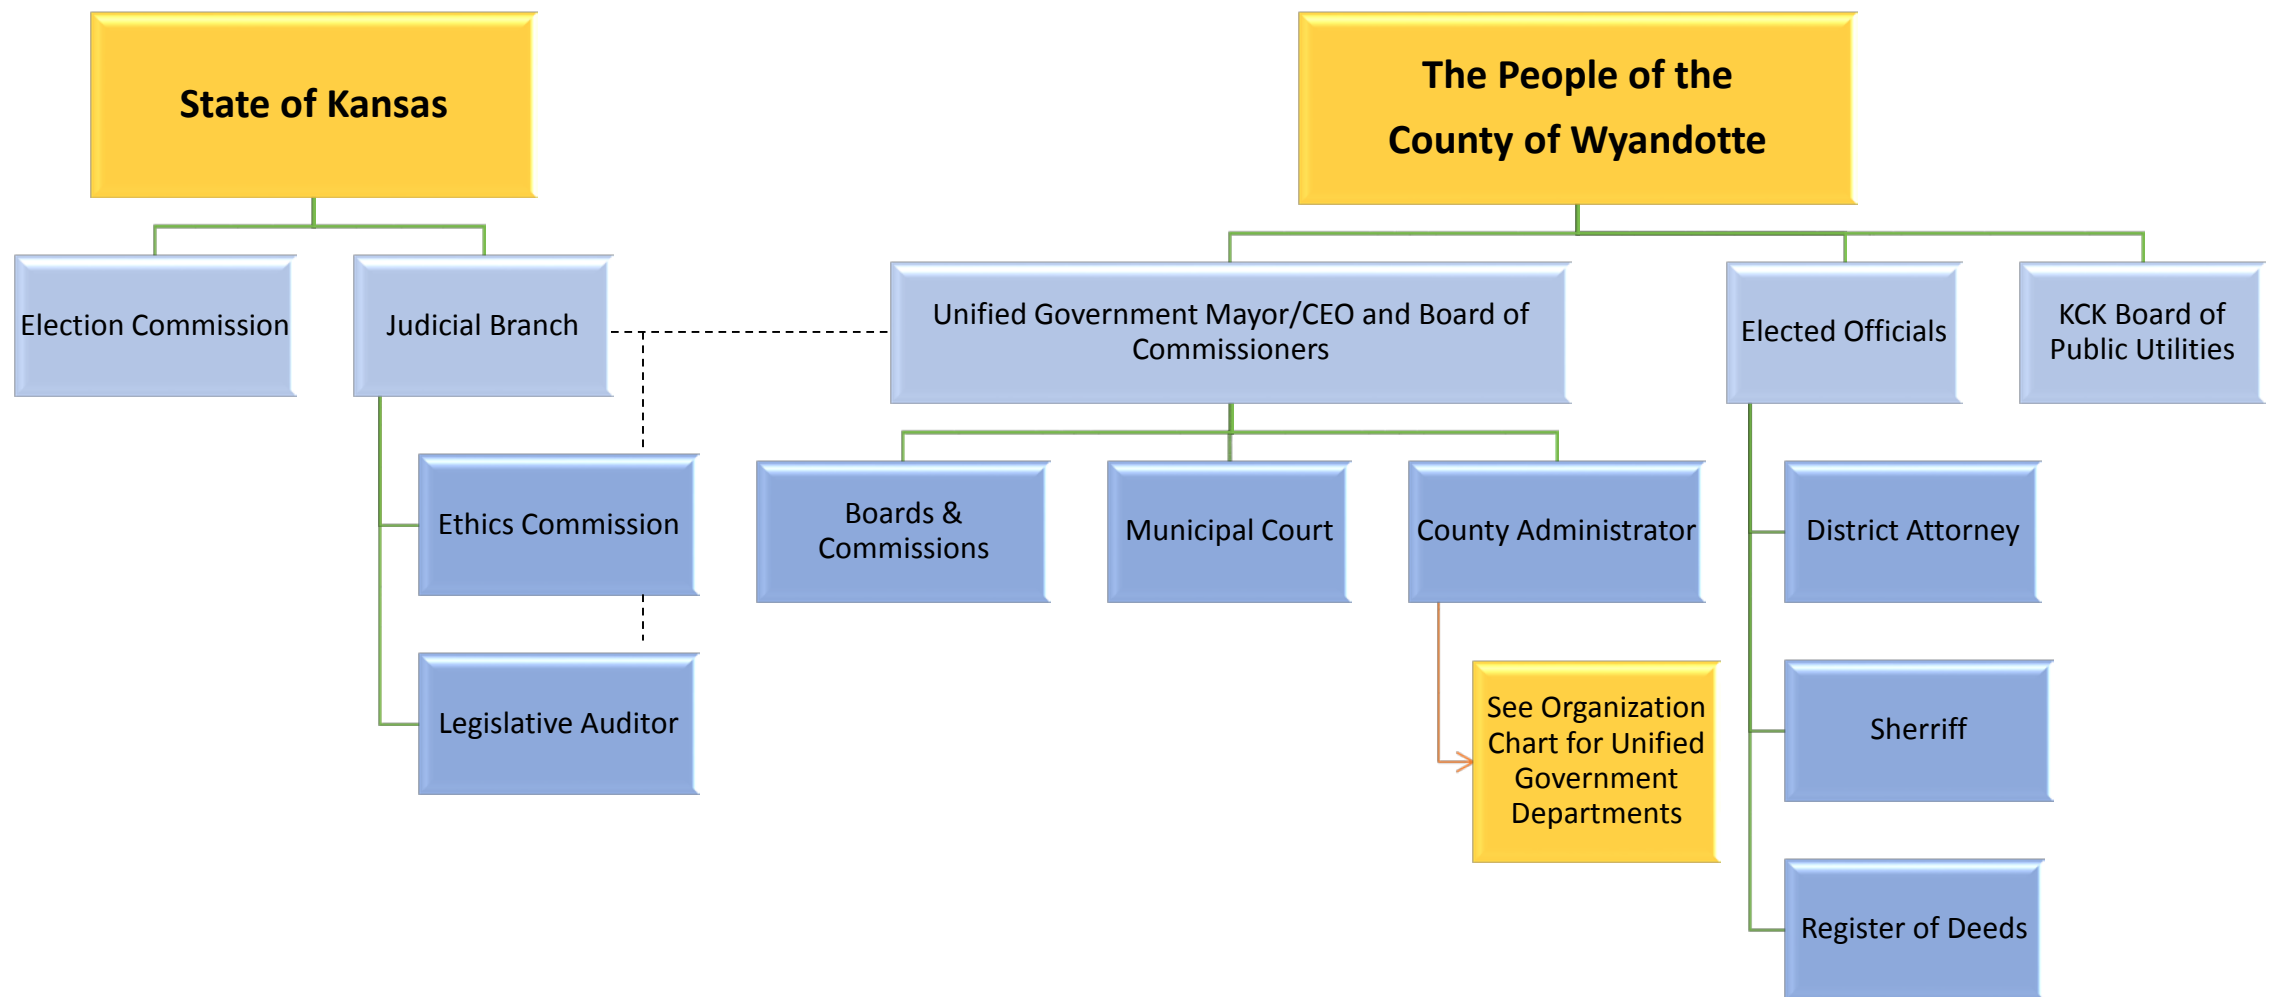 State of Kansas
The People of the
County of Wyandotte
Election Commission
Judicial Branch
Unified Government Mayor/CEO and Board of
Commissioners
Elected Officials
KCK Board of
Public Utilities
Ethics Commission
Boards &
Commissions
Municipal Court
County Administrator
District Attorney
Legislative Auditor
See Organization
Chart for Unified
Government
Departments
Sherriff
Register of Deeds